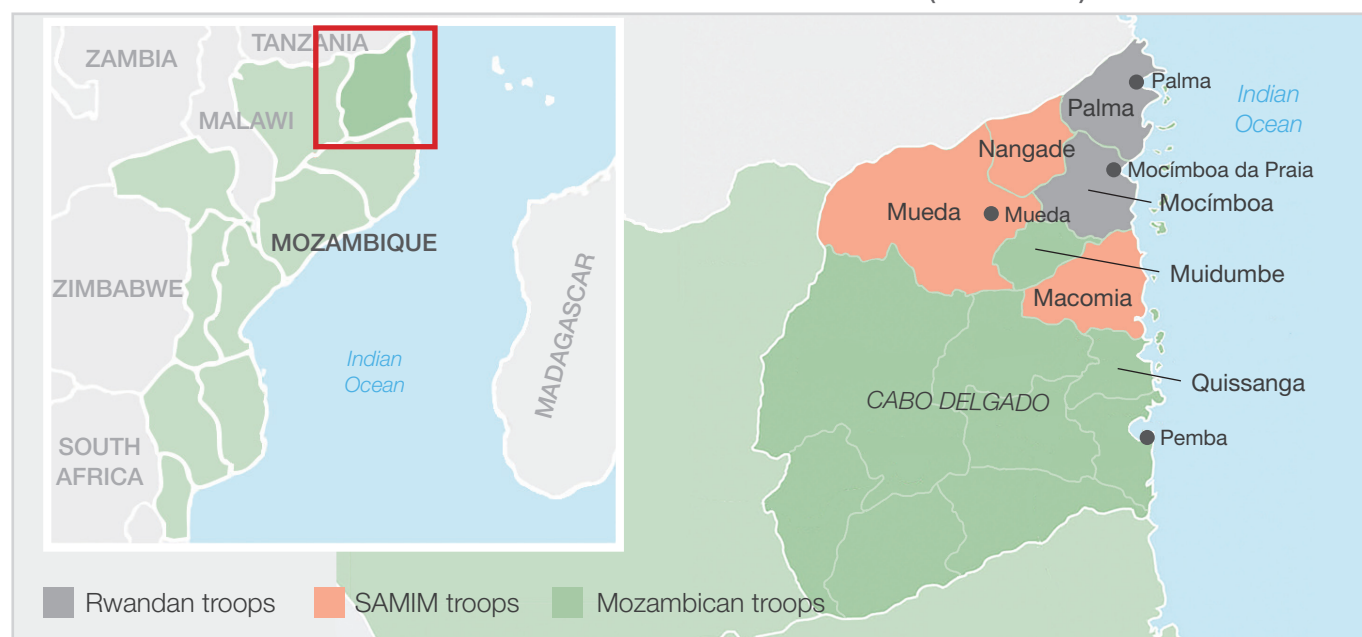 TANZANIA
ZAMBIA
MALAWI
MOZAMBIQUE
ZIMBABWE
MADAGASCAR
Indian
Ocean
SOUTH
AFRICA
Palma
Indian
Ocean
Palma
Nangade
Mocímboa da Praia
Mocímboa
Mueda
Mueda
Muidumbe
Macomia
Quissanga
CABO DELGADO
Pemba
Rwandan troops
SAMIM troops
Mozambican troops